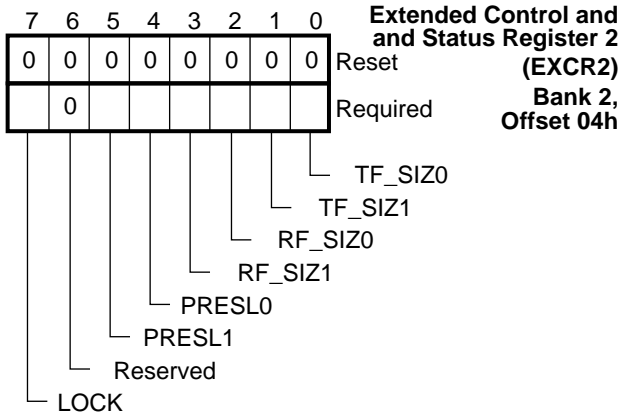 7 6 5 4 3 2 1 0 Extended Control and
and Status Register 2
0 0 0 0 0 0 0 0 Reset (EXCR2)
0 Required Bank 2,
Offset 04h
TF_SIZ0
TF_SIZ1
RF_SIZ0
RF_SIZ1
PRESL0
PRESL1
Reserved
LOCK